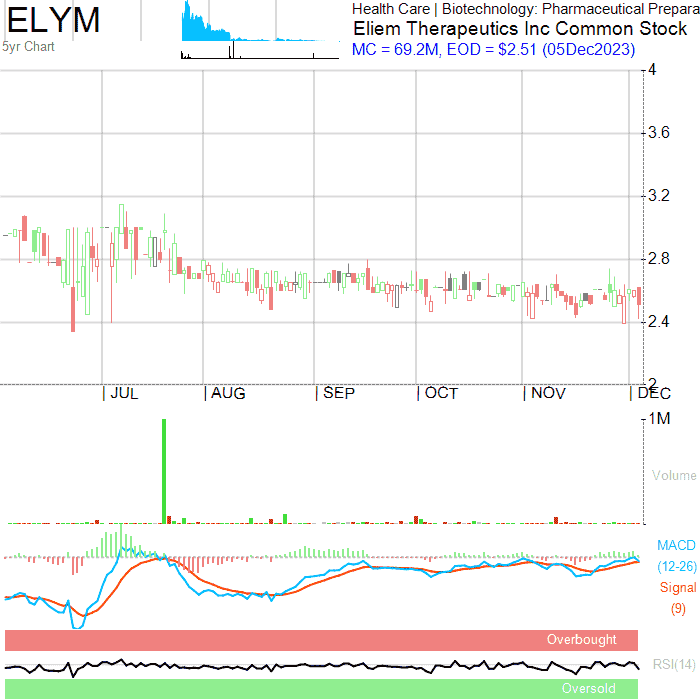 ELYM
5yr Chart
Health Care | Biotechnology: Pharmaceutical Prepara
Eliem Therapeutics Inc Common Stock
MC = 69.2M, EOD = $2.51 (05Dec2023)
4
3.6
3.2
2.8
2.4
2
| JUL | AUG | SEP | OCT | NOV | DEC
1M
Volume
MACD
(12-26)
Signal
(9)
Overbought
RSI(14)
Oversold